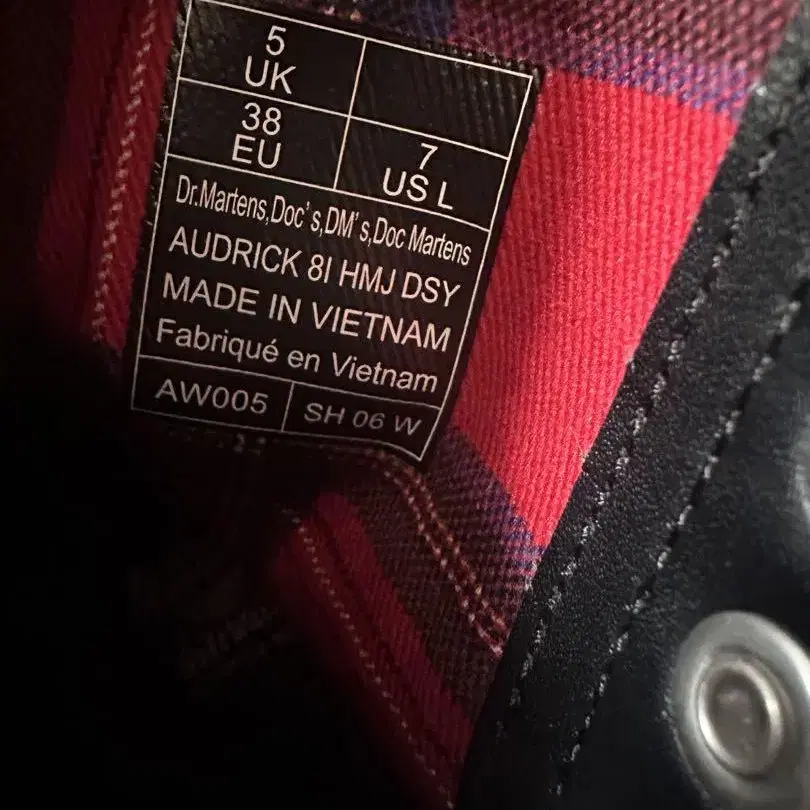 5
UK
38
EU
7
US L
Dr.Martens,Doc's,DM's,Doc Martens
AUDRICK 8I HMJ DSY
MADE IN VIETNAM
Fabriqué en Vietnam
AW005 SH 06 W